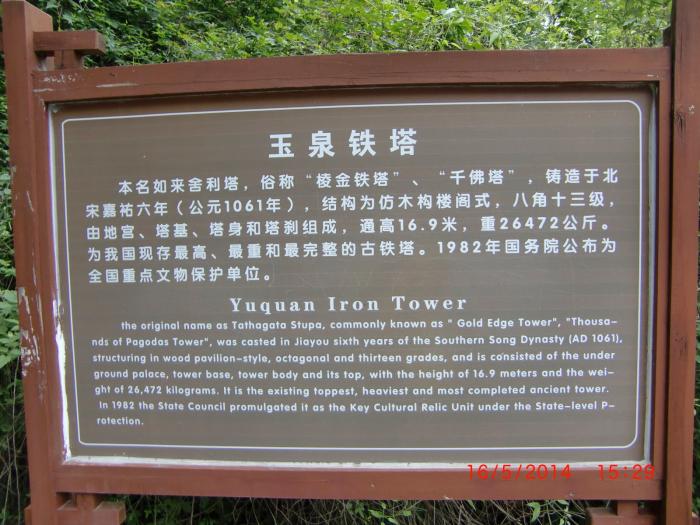 玉泉铁塔
本名如来舍利塔，俗称“棱金铁塔”、“千佛塔”，铸造于北
宋嘉祐六年（公元1061年），结构为仿木构楼阁式，八角十三级，
由地宫、塔基、塔身和塔刹组成，通高16.9米，重26472公斤。
为我国现存最高、最重和最完整的古铁塔。1982年国务院公布为
全国重点文物保护单位。
Yuquan Iron Tower
the original name as Tathagata Stupa, commonly known as " Gold Edge Tower", "Thousa-
nds of Pagodas Tower", was casted in Jiayou sixth years of the Southern Song Dynasty (AD 1061),
structuring in wood pavilion-style, octagonal and thirteen grades, and is consisted of the under
ground palace, tower base, tower body and its top, with the height of 16.9 meters and the wei-
ght of 26,472 kilograms. It is the existing toppest, heaviest and most completed ancient tower.
In 1982 the State Council promulgated it as the Key Cultural Relic Unit under the State-level P-
rotection.
16/5/2014 15:29